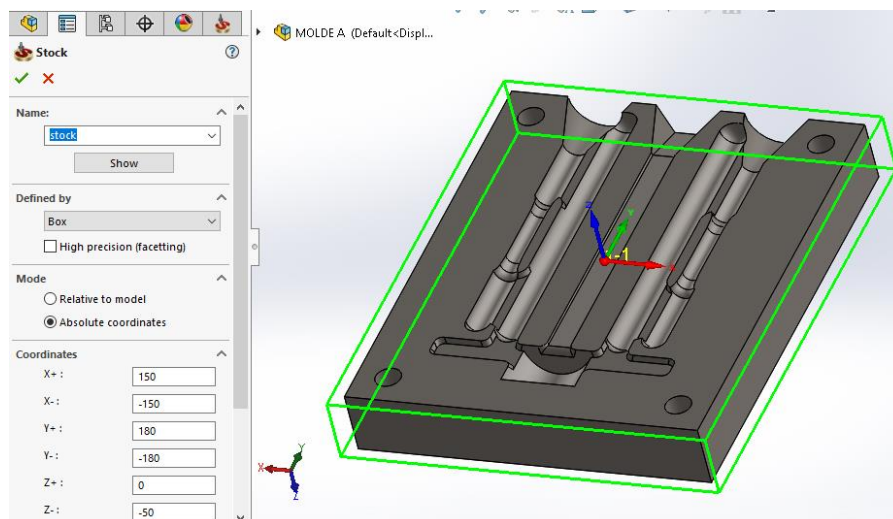 MOLDE A (Default<Displ...
Stock
Name:
stock
Show
Defined by
Box
High precision (facetting)
Mode
Relative to model
Absolute coordinates
Coordinates
X+ : 150
X- : -150
Y+ : 180
Y- : -180
Z+ : 0
Z- : -50
Z
Y
X
-1
Y
X
Z